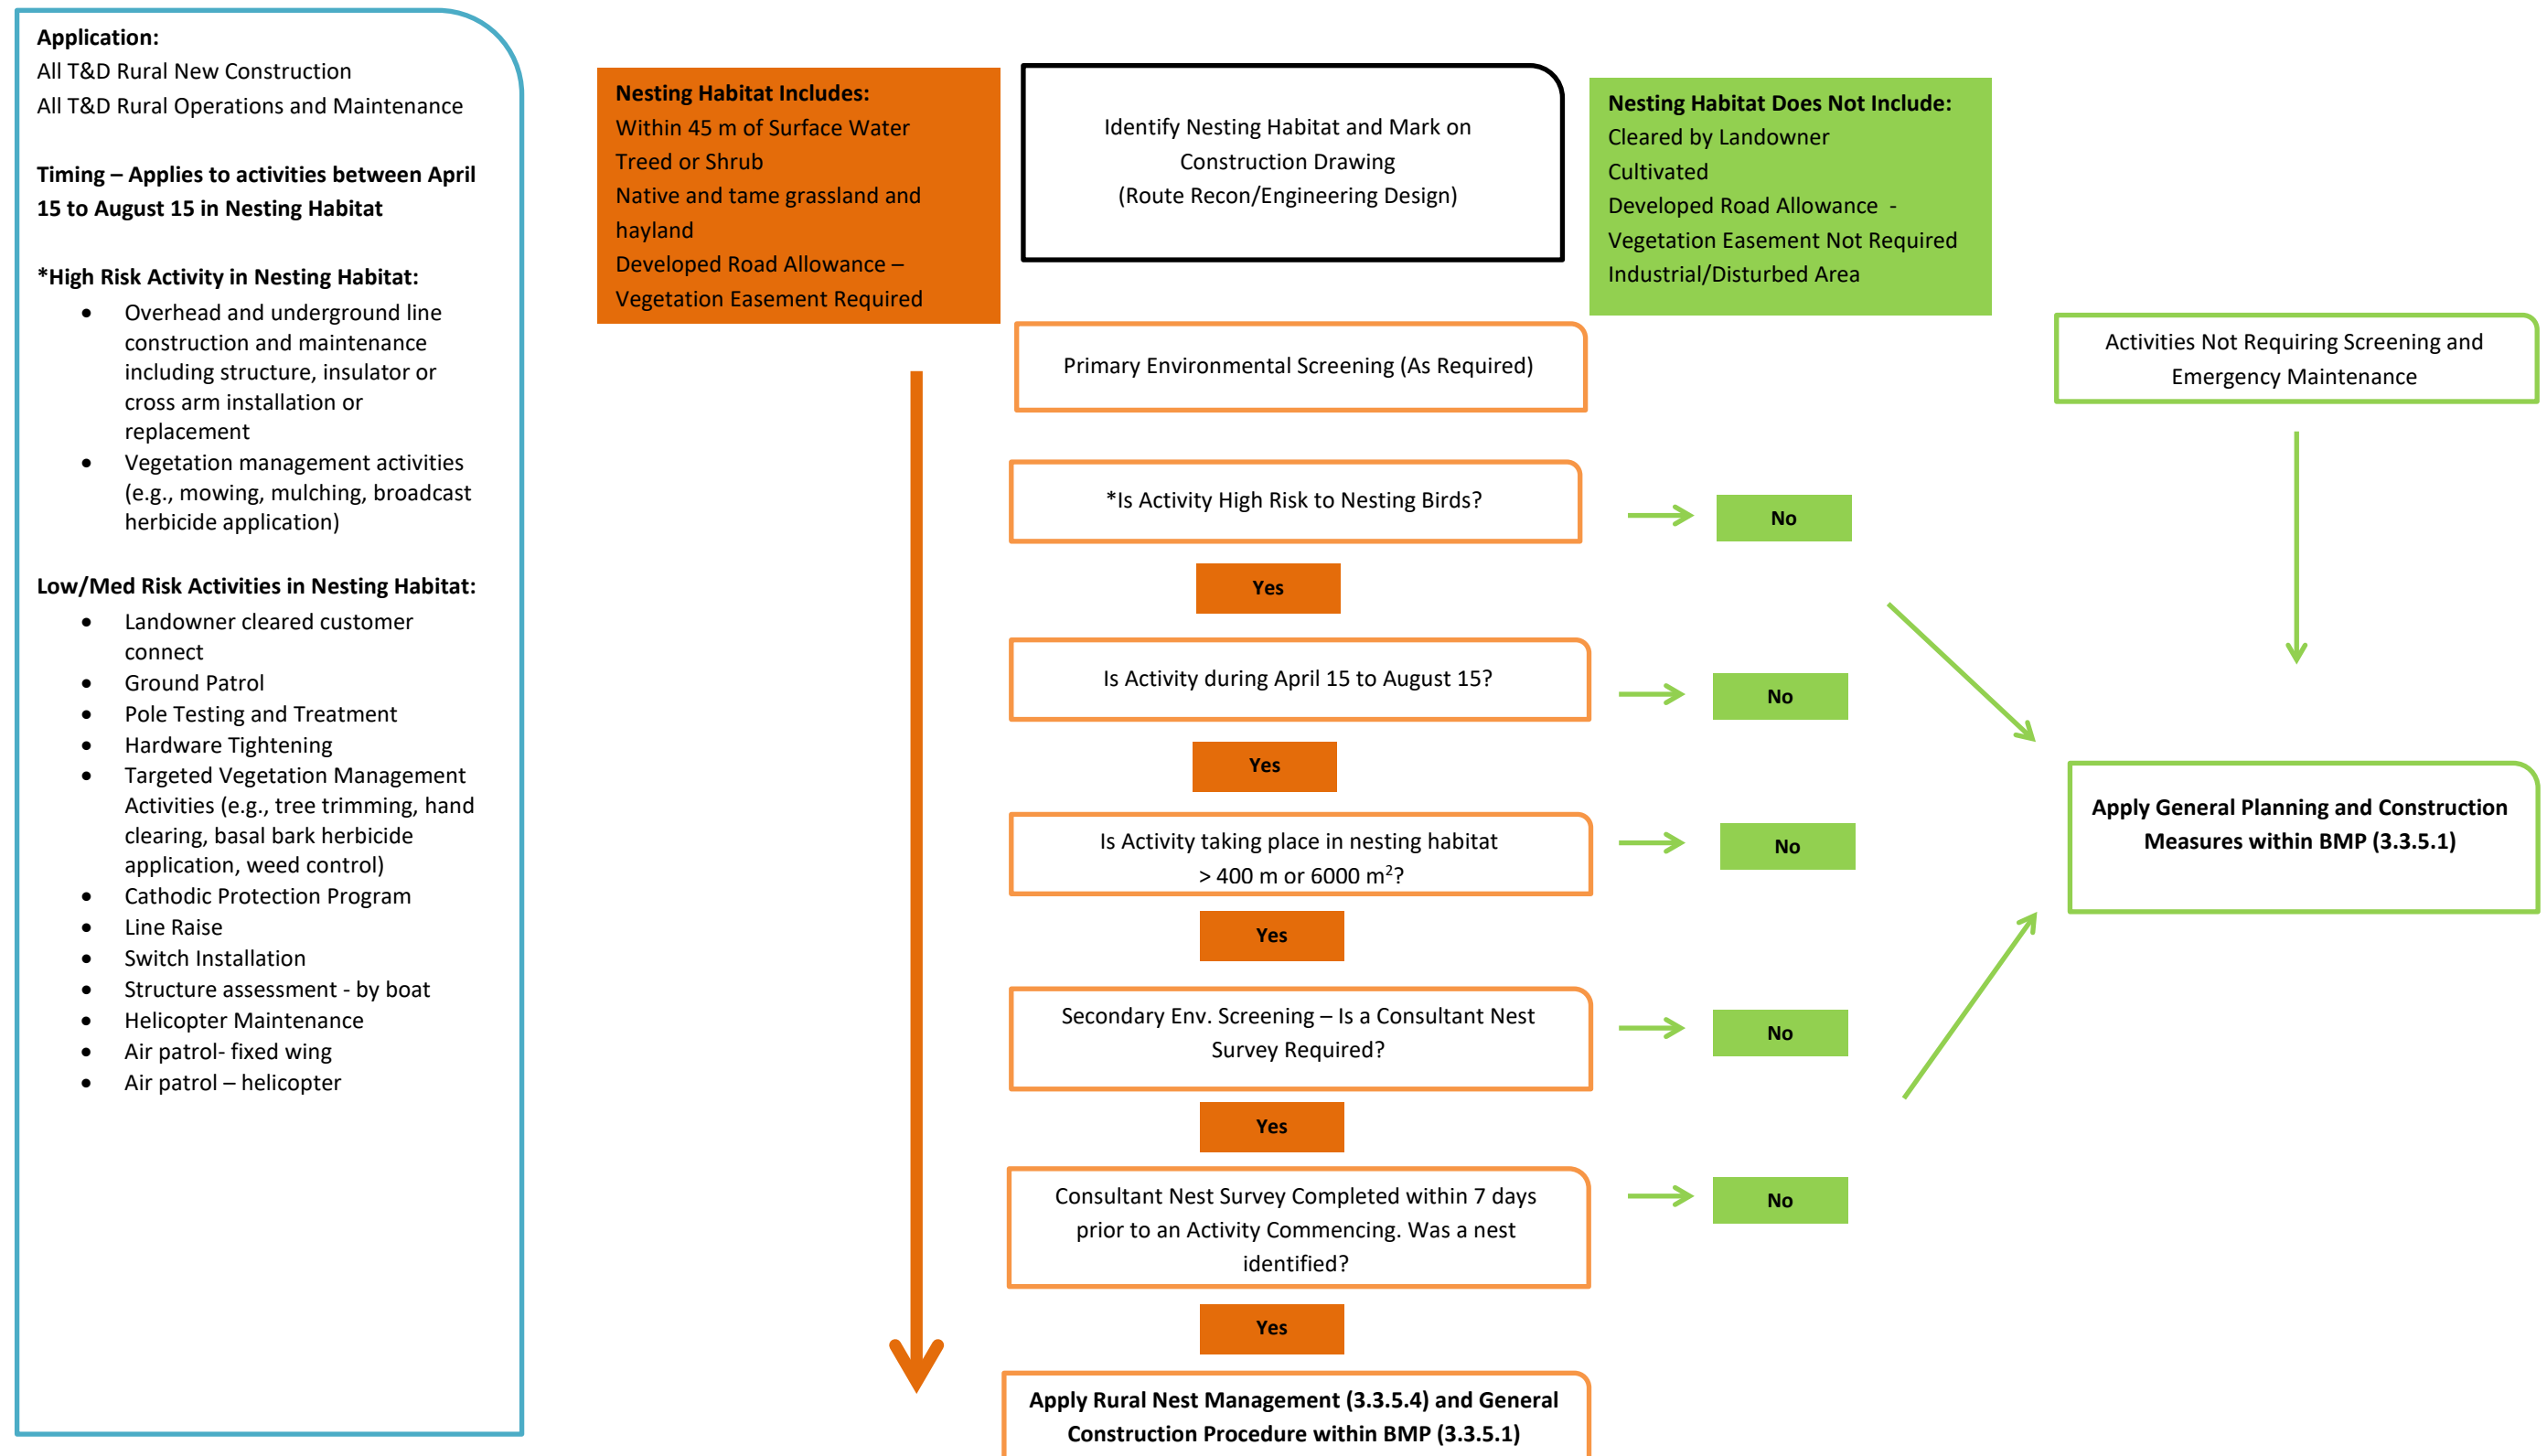 Application:
All T&D Rural New Construction
All T&D Rural Operations and Maintenance
Timing – Applies to activities between April
15 to August 15 in Nesting Habitat
*High Risk Activity in Nesting Habitat:
• Overhead and underground line
construction and maintenance
including structure, insulator or
cross arm installation or
replacement
• Vegetation management activities
(e.g., mowing, mulching, broadcast
herbicide application)
Low/Med Risk Activities in Nesting Habitat:
• Landowner cleared customer
connect
• Ground Patrol
• Pole Testing and Treatment
• Hardware Tightening
• Targeted Vegetation Management
Activities (e.g., tree trimming, hand
clearing, basal bark herbicide
application, weed control)
• Cathodic Protection Program
• Line Raise
• Switch Installation
• Structure assessment - by boat
• Helicopter Maintenance
• Air patrol- fixed wing
• Air patrol – helicopter
Nesting Habitat Includes:
Within 45 m of Surface Water
Treed or Shrub
Native and tame grassland and
hayland
Developed Road Allowance –
Vegetation Easement Required
Identify Nesting Habitat and Mark on
Construction Drawing
(Route Recon/Engineering Design)
Nesting Habitat Does Not Include:
Cleared by Landowner
Cultivated
Developed Road Allowance -
Vegetation Easement Not Required
Industrial/Disturbed Area
Primary Environmental Screening (As Required)
Activities Not Requiring Screening and
Emergency Maintenance
*Is Activity High Risk to Nesting Birds?
No
Yes
Is Activity during April 15 to August 15?
No
Yes
Is Activity taking place in nesting habitat
> 400 m or 6000 m²?
No
Yes
Apply General Planning and Construction
Measures within BMP (3.3.5.1)
Secondary Env. Screening – Is a Consultant Nest
Survey Required?
No
Yes
Consultant Nest Survey Completed within 7 days
prior to an Activity Commencing. Was a nest
identified?
No
Yes
Apply Rural Nest Management (3.3.5.4) and General
Construction Procedure within BMP (3.3.5.1)